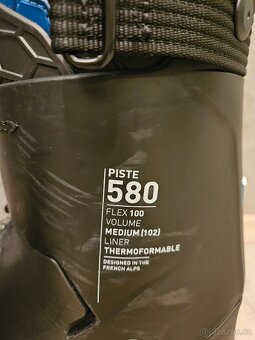 PISTE
580
FLEX 100
VOLUME
MEDIUM (102)
LINER
THERMOFORMABLE
DESIGNED IN THE
FRENCH ALPS